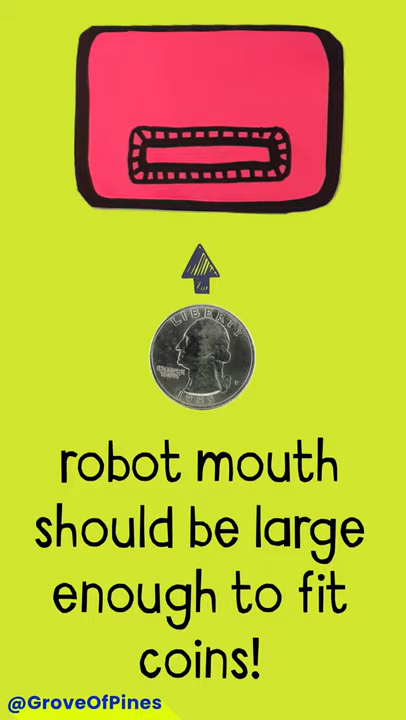 LIBERTY
robot mouth
should be large
enough to fit
coins!
@GroveOfPines